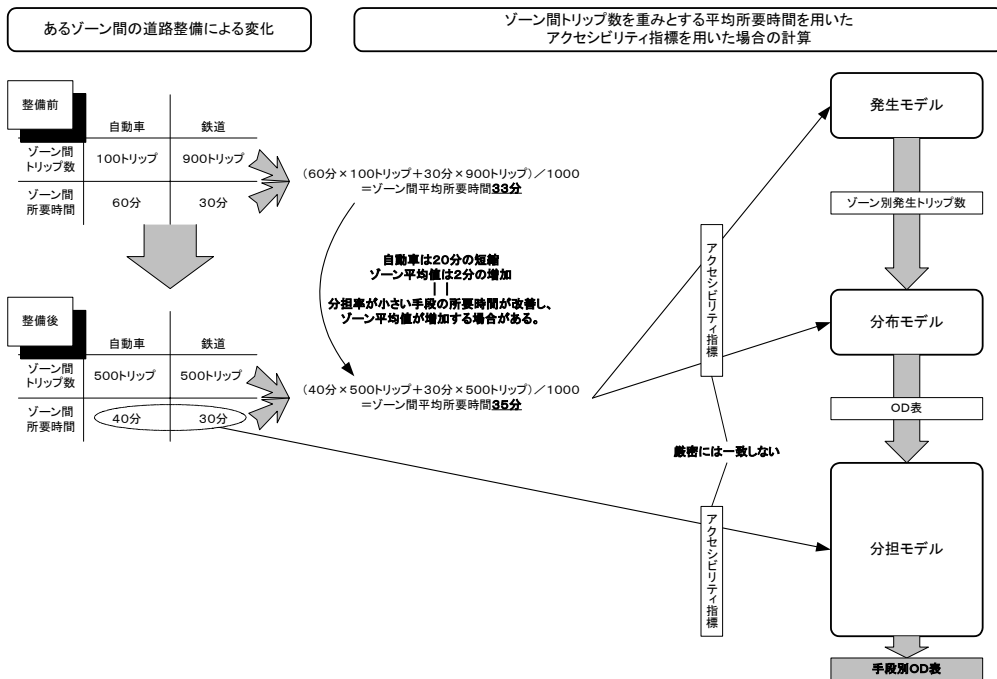 あるゾーン間の道路整備による変化
ゾーン間トリップ数を重みとする平均所要時間を用いた
アクセシビリティ指標を用いた場合の計算
整備前
自動車
鉄道
ゾーン間
トリップ数
100トリップ
900トリップ
ゾーン間
所要時間
60分
30分
(60分×100トリップ+30分×900トリップ)/1000
=ゾーン間平均所要時間33分
自動車は20分の短縮
ゾーン平均値は2分の増加
||
分担率が小さい手段の所要時間が改善し、
ゾーン平均値が増加する場合がある。
整備後
自動車
鉄道
ゾーン間
トリップ数
500トリップ
500トリップ
ゾーン間
所要時間
40分
30分
(40分×500トリップ+30分×500トリップ)/1000
=ゾーン間平均所要時間35分
アクセシビリティ指標
厳密には一致しない
アクセシビリティ指標
発生モデル
ゾーン別発生トリップ数
分布モデル
OD表
分担モデル
手段別OD表